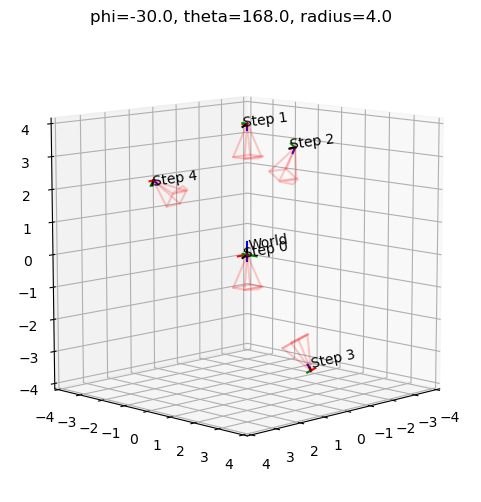 phi=-30.0, theta=168.0, radius=4.0
Step 1
Step 2
Step 4
World
Step 0
Step 3
4
3
2
1
0
−1
−2
−3
−4
−4 −3 −2 −1 0 1 2 3 4
4 3 2 1 0 −1 −2 −3 −4